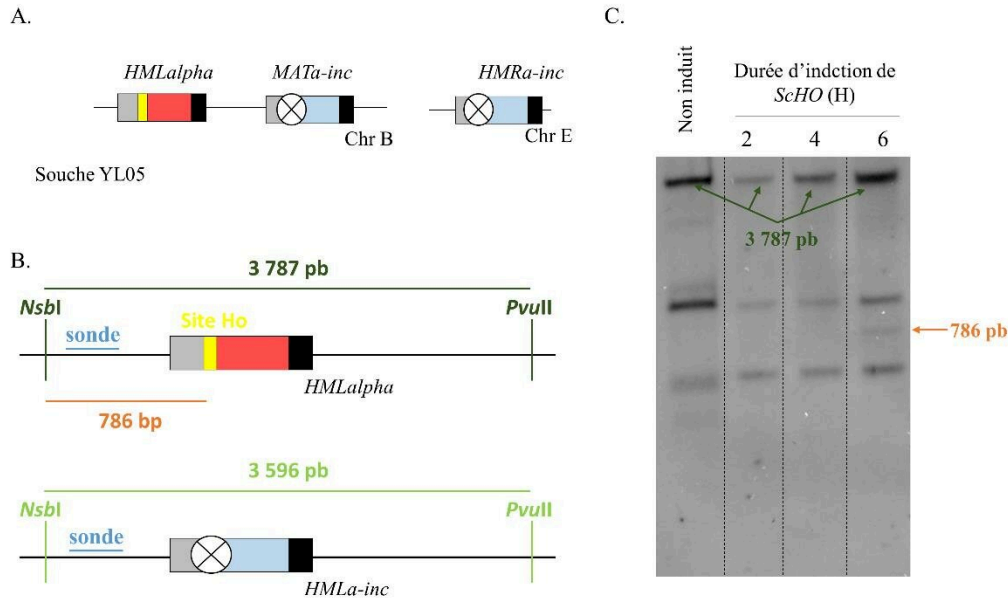 A.
HMLalpha
MATa-inc
HMRa-inc
Chr B
Chr E
Souche YL05
B.
3 787 pb
NsbI
PvuII
sonde
Site Ho
HMLalpha
786 bp
3 596 pb
NsbI
PvuII
sonde
HMLa-inc
C.
Non induit
Durée d’indction de
ScHO (H)
2
4
6
3 787 pb
786 pb